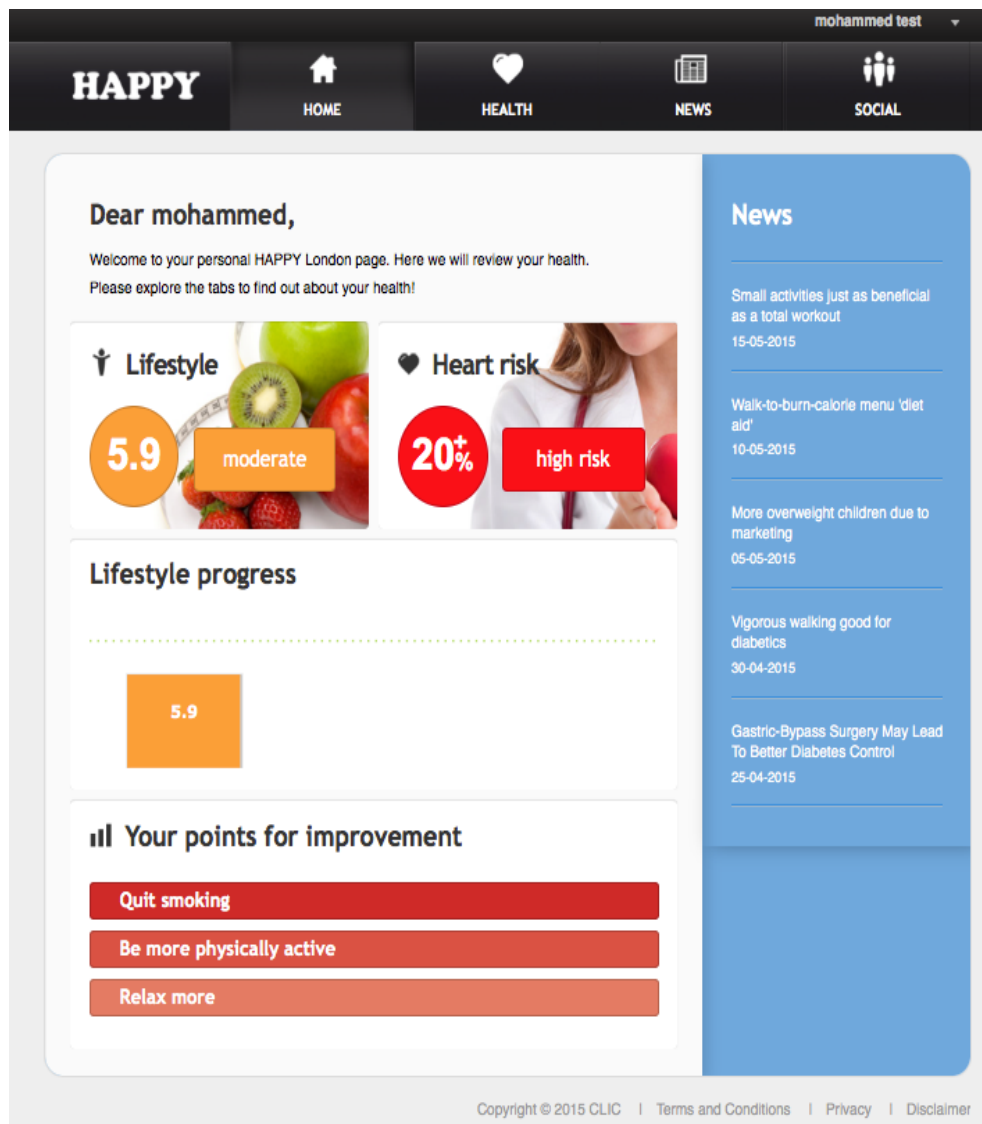 mohammed test
HAPPY
HOME
HEALTH
NEWS
SOCIAL
Dear mohammed,
Welcome to your personal HAPPY London page. Here we will review your health.
Please explore the tabs to find out about your health!
Lifestyle
5.9
moderate
Heart risk
20+%
high risk
Lifestyle progress
5.9
Your points for improvement
Quit smoking
Be more physically active
Relax more
News
Small activities just as beneficial
as a total workout
15-05-2015
Walk-to-burn-calorie menu 'diet
aid'
10-05-2015
More overweight children due to
marketing
05-05-2015
Vigorous walking good for
diabetics
30-04-2015
Gastric-Bypass Surgery May Lead
To Better Diabetes Control
25-04-2015
Copyright © 2015 CLIC | Terms and Conditions | Privacy | Disclaimer